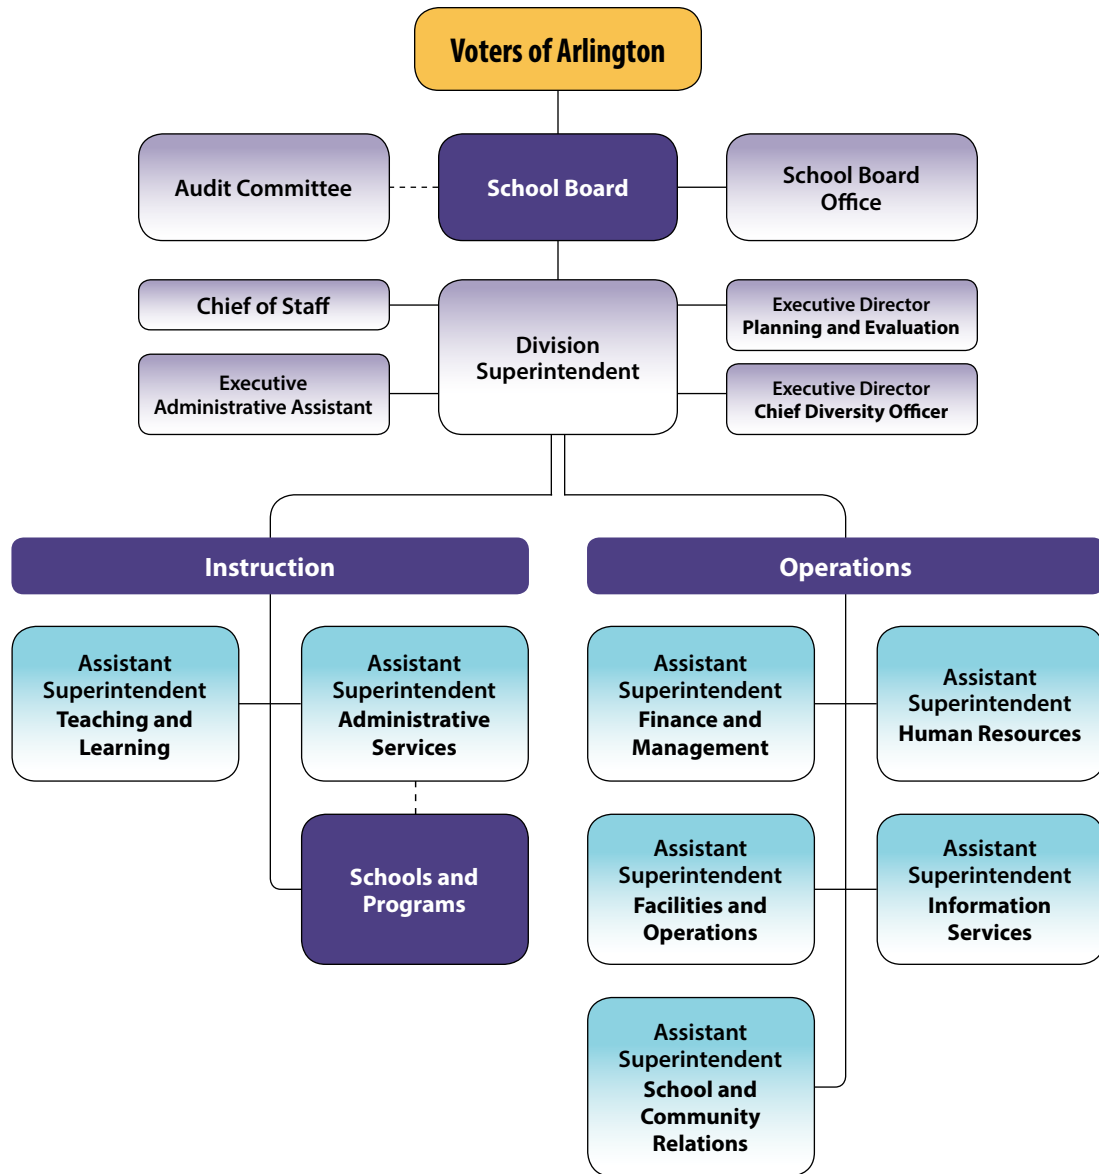 Voters of Arlington
Audit Committee
School Board
School Board
Office
Chief of Staff
Executive
Administrative Assistant
Division
Superintendent
Executive Director
Planning and Evaluation
Executive Director
Chief Diversity Officer
Instruction
Operations
Assistant
Superintendent
Teaching and
Learning
Assistant
Superintendent
Administrative
Services
Schools and
Programs
Assistant
Superintendent
Finance and
Management
Assistant
Superintendent
Human Resources
Assistant
Superintendent
Facilities and
Operations
Assistant
Superintendent
Information
Services
Assistant
Superintendent
School and
Community
Relations